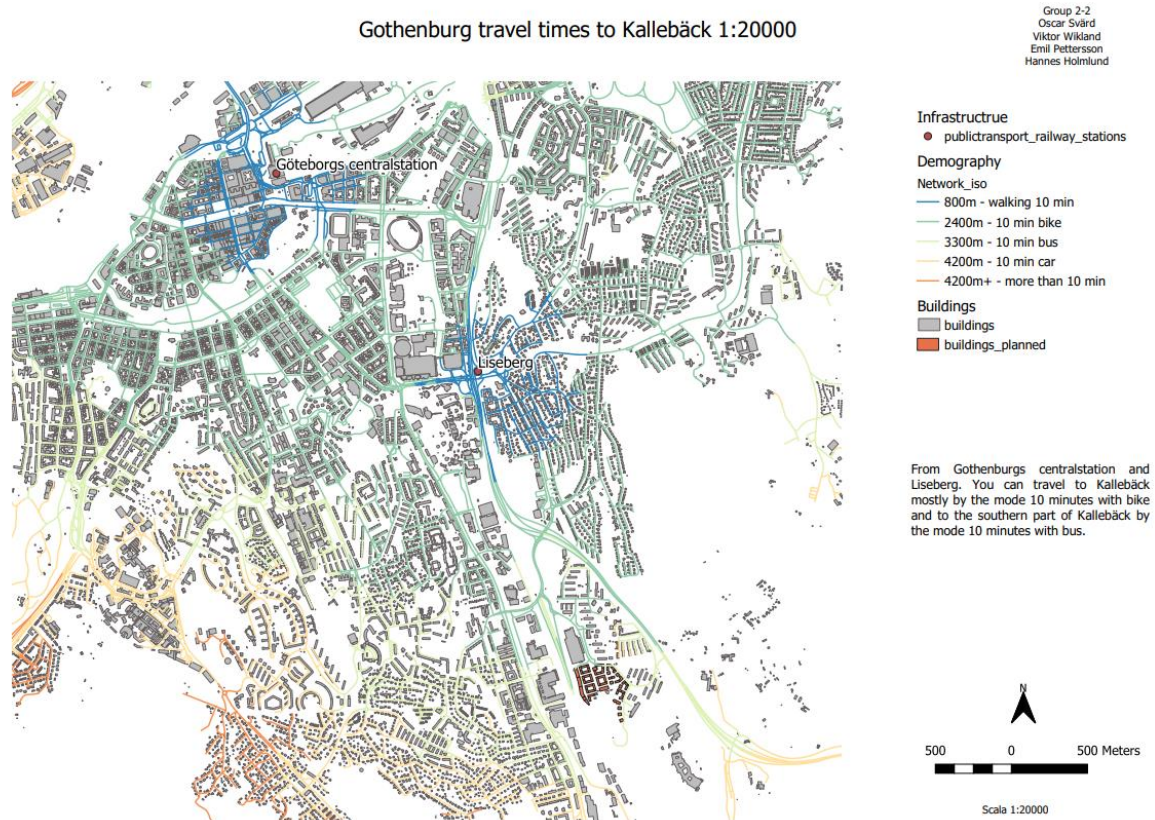 Gothenburg travel times to Kallebäck 1:20000
Group 2-2
Oscar Svärd
Viktor Wikland
Emil Pettersson
Hannes Holmlund
Göteborgs centralstation
Liseberg
Infrastructrue
publictransport_railway_stations
Demography
Network_iso
800m - walking 10 min
2400m - 10 min bike
3300m - 10 min bus
4200m - 10 min car
4200m+ - more than 10 min
Buildings
buildings
buildings_planned
From Gothenburgs centralstation and
Liseberg. You can travel to Kallebäck
mostly by the mode 10 minutes with bike
and to the southern part of Kallebäck by
the mode 10 minutes with bus.
N
500 0 500 Meters
Scala 1:20000